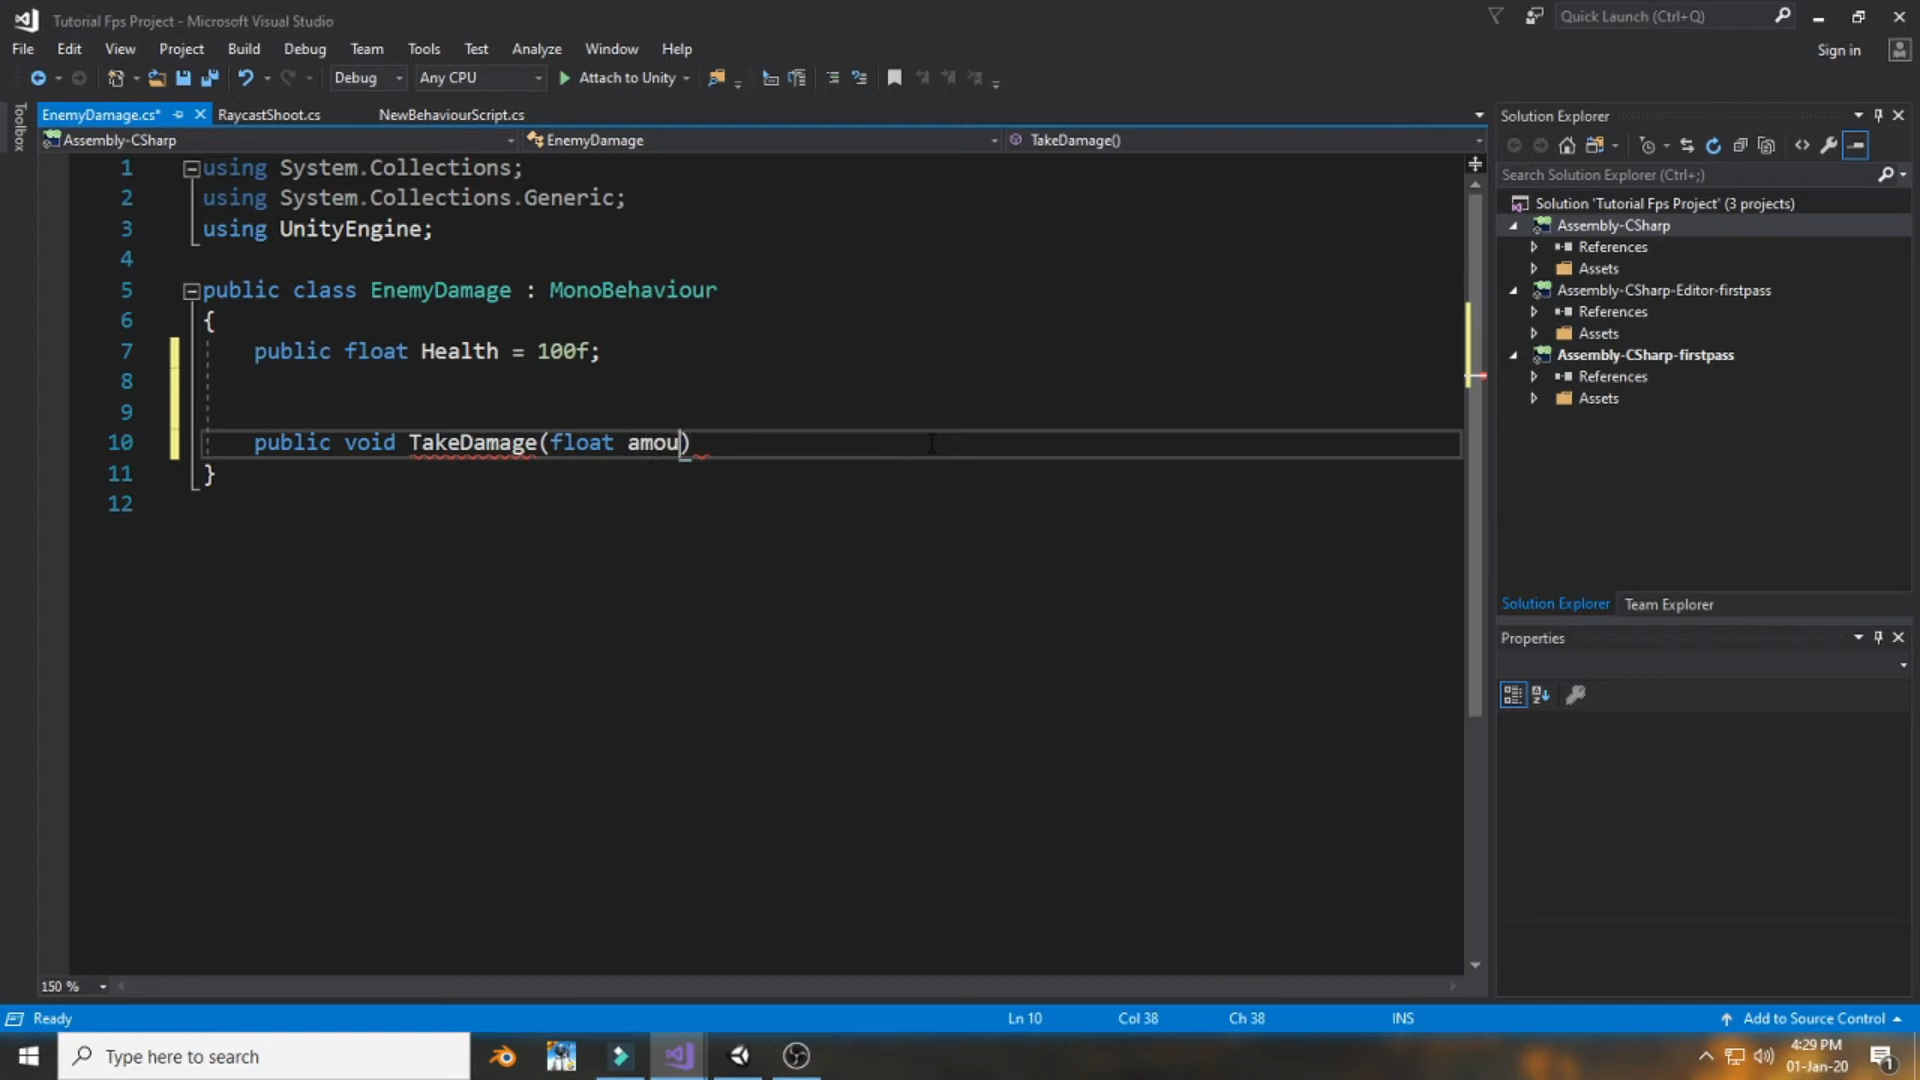 Tutorial Fps Project - Microsoft Visual Studio
Quick Launch (Ctrl+Q)
File Edit View Project Build Debug Team Tools Test Analyze Window Help
Sign in
Debug Any CPU Attach to Unity
Toolbox
EnemyDamage.cs* RaycastShoot.cs NewBehaviourScript.cs
Assembly-CSharp EnemyDamage TakeDamage()
1 using System.Collections;
2 using System.Collections.Generic;
3 using UnityEngine;
4
5 public class EnemyDamage : MonoBehaviour
6 {
7 public float Health = 100f;
8
9
10 public void TakeDamage(float amou)
11 }
12
150 %
Solution Explorer
Search Solution Explorer (Ctrl+;)
Solution 'Tutorial Fps Project' (3 projects)
Assembly-CSharp
References
Assets
Assembly-CSharp-Editor-firstpass
References
Assets
Assembly-CSharp-firstpass
References
Assets
Solution Explorer Team Explorer
Properties
Ready Ln 10 Col 38 Ch 38 INS Add to Source Control
Type here to search
4:29 PM
01-Jan-20
1